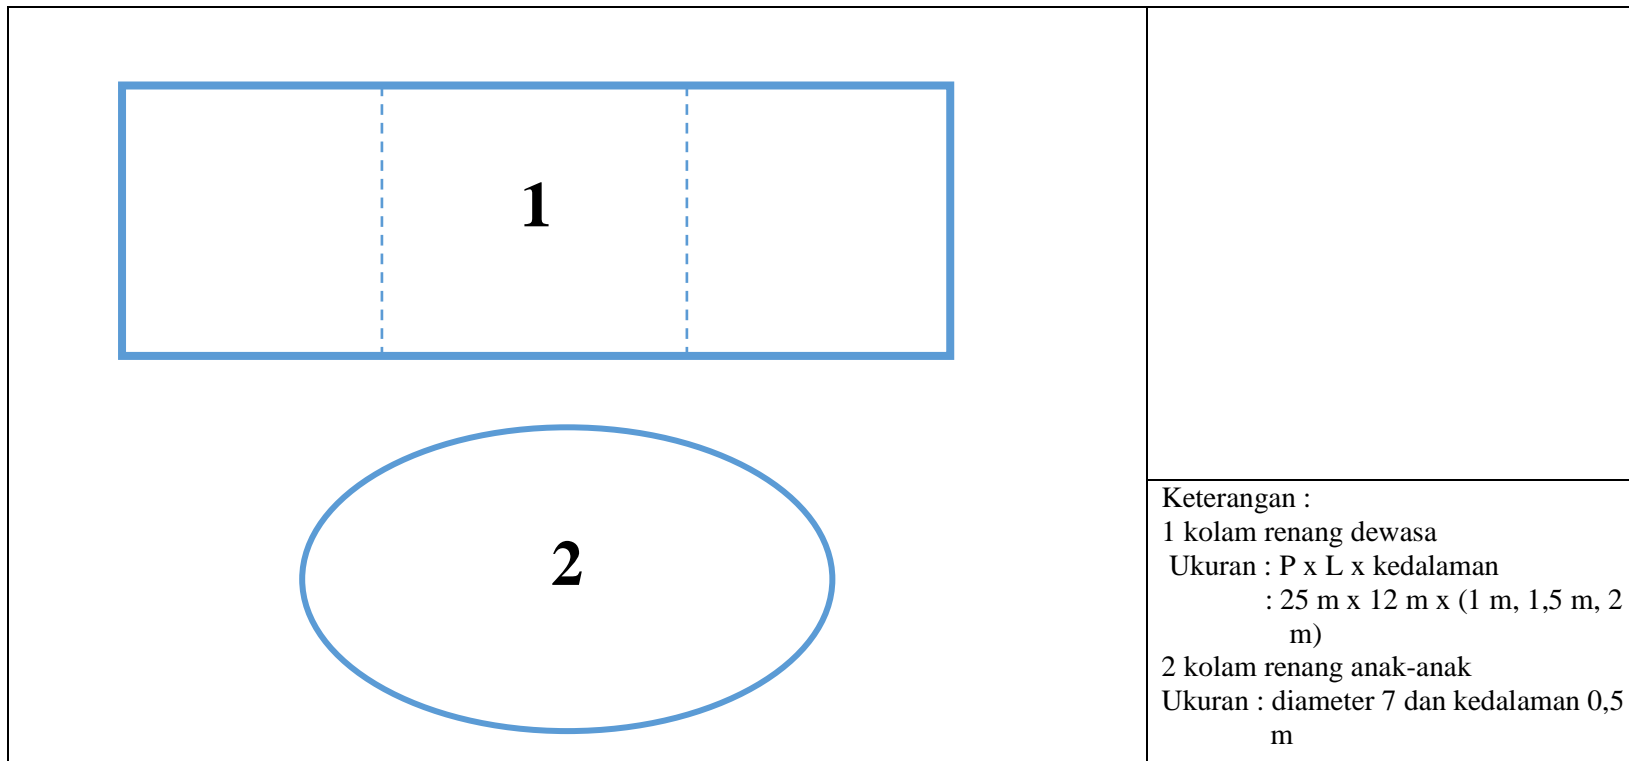 1
2
Keterangan :
1 kolam renang dewasa
Ukuran : P x L x kedalaman
: 25 m x 12 m x (1 m, 1,5 m, 2
m)
2 kolam renang anak-anak
Ukuran : diameter 7 dan kedalaman 0,5
m